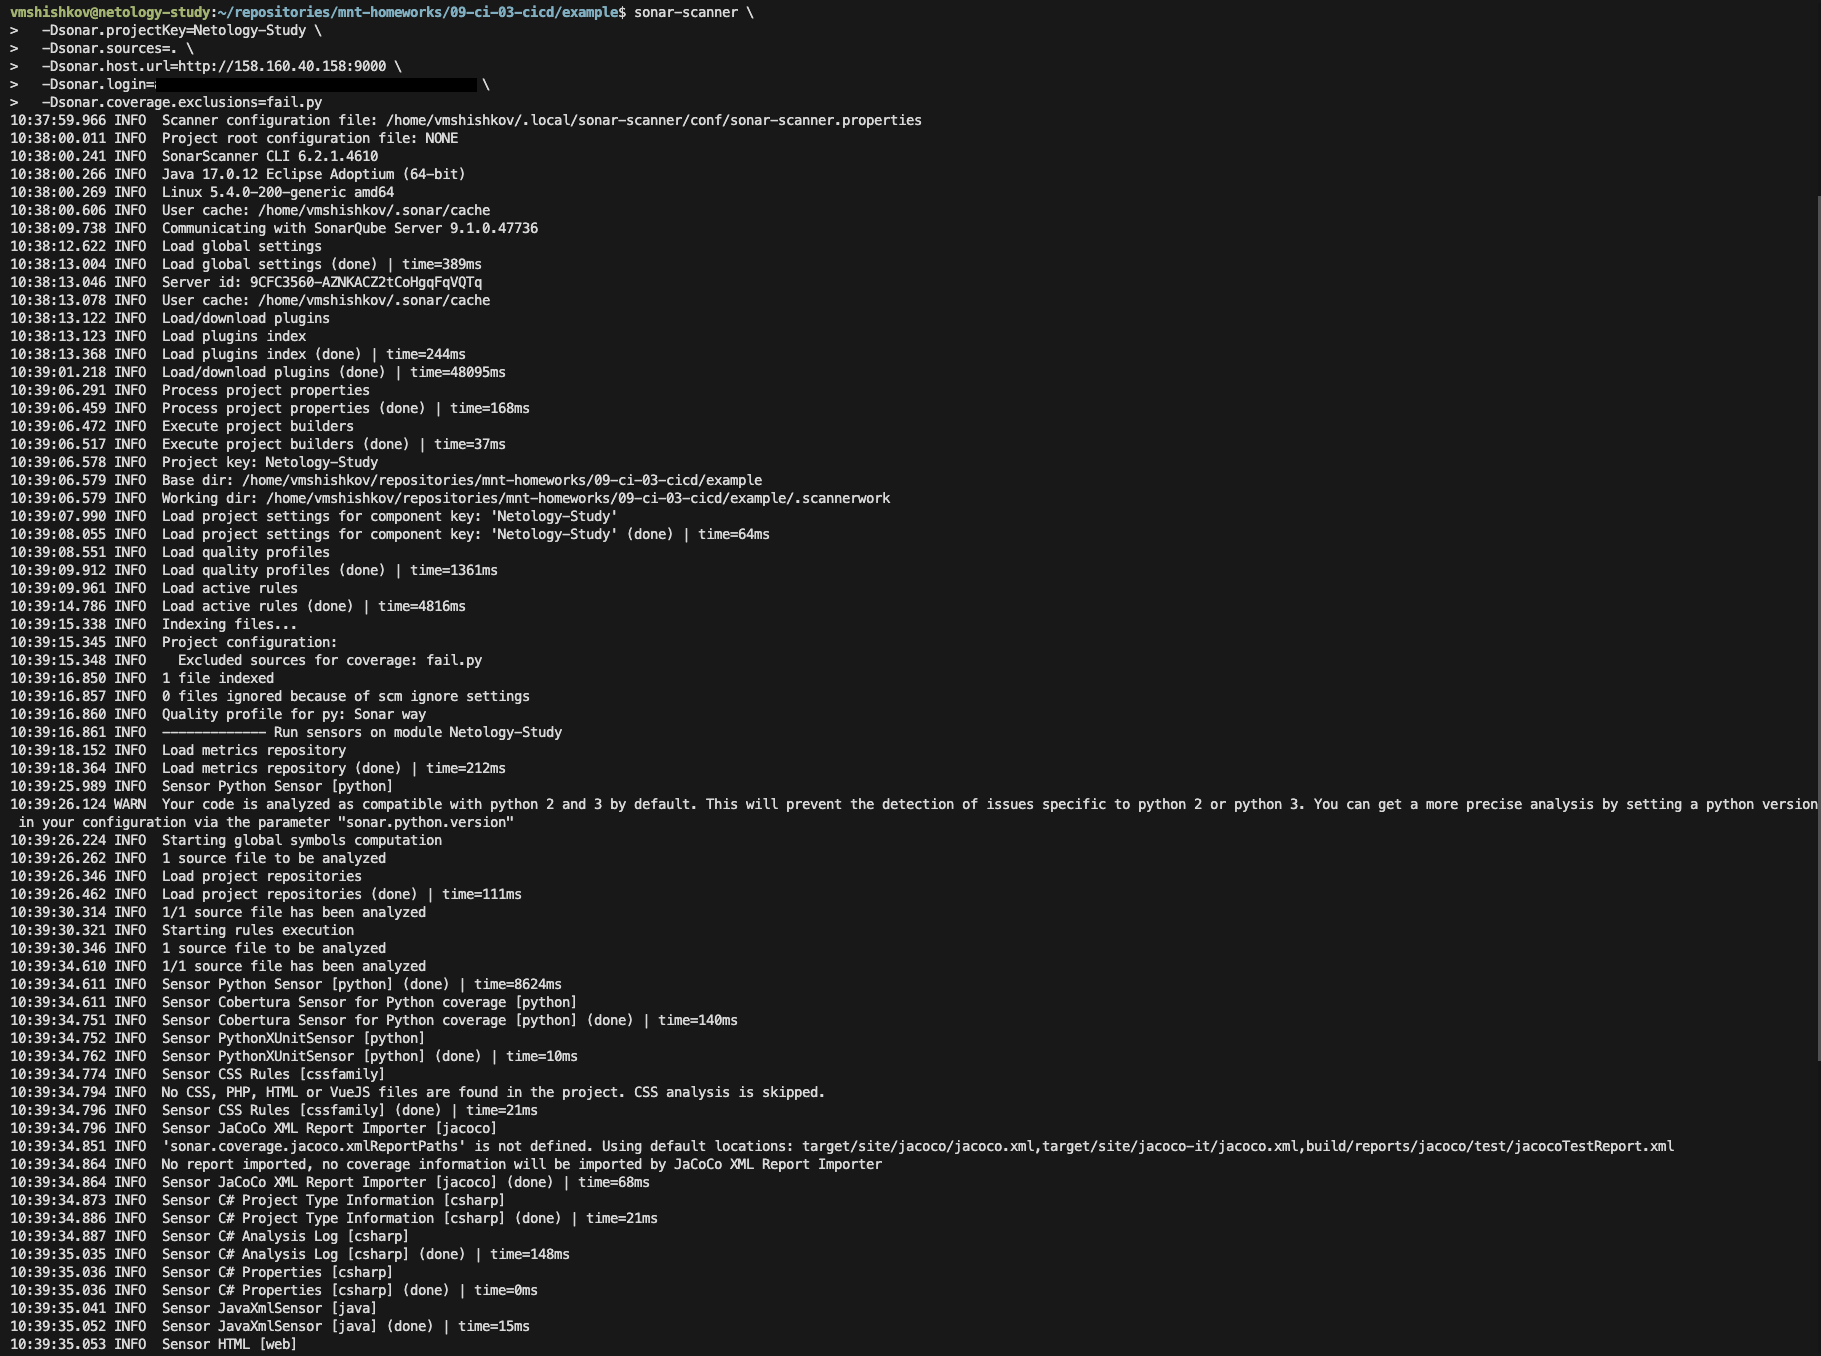 vmshishkov@netology-study:~/repositories/mnt-homeworks/09-ci-03-cicd/example$ sonar-scanner \
>   -Dsonar.projectKey=Netology-Study \
>   -Dsonar.sources=. \
>   -Dsonar.host.url=http://158.160.40.158:9000 \
>   -Dsonar.login= \
>   -Dsonar.coverage.exclusions=fail.py
10:37:59.966 INFO  Scanner configuration file: /home/vmshishkov/.local/sonar-scanner/conf/sonar-scanner.properties
10:38:00.011 INFO  Project root configuration file: NONE
10:38:00.241 INFO  SonarScanner CLI 6.2.1.4610
10:38:00.266 INFO  Java 17.0.12 Eclipse Adoptium (64-bit)
10:38:00.269 INFO  Linux 5.4.0-200-generic amd64
10:38:00.606 INFO  User cache: /home/vmshishkov/.sonar/cache
10:38:09.738 INFO  Communicating with SonarQube Server 9.1.0.47736
10:38:12.622 INFO  Load global settings
10:38:13.004 INFO  Load global settings (done) | time=389ms
10:38:13.046 INFO  Server id: 9CFC3560-AZNKACZ2tCoHgqFqVQTq
10:38:13.078 INFO  User cache: /home/vmshishkov/.sonar/cache
10:38:13.122 INFO  Load/download plugins
10:38:13.123 INFO  Load plugins index
10:38:13.368 INFO  Load plugins index (done) | time=244ms
10:39:01.218 INFO  Load/download plugins (done) | time=48095ms
10:39:06.291 INFO  Process project properties
10:39:06.459 INFO  Process project properties (done) | time=168ms
10:39:06.472 INFO  Execute project builders
10:39:06.517 INFO  Execute project builders (done) | time=37ms
10:39:06.578 INFO  Project key: Netology-Study
10:39:06.579 INFO  Base dir: /home/vmshishkov/repositories/mnt-homeworks/09-ci-03-cicd/example
10:39:06.579 INFO  Working dir: /home/vmshishkov/repositories/mnt-homeworks/09-ci-03-cicd/example/.scannerwork
10:39:07.990 INFO  Load project settings for component key: 'Netology-Study'
10:39:08.055 INFO  Load project settings for component key: 'Netology-Study' (done) | time=64ms
10:39:08.551 INFO  Load quality profiles
10:39:09.912 INFO  Load quality profiles (done) | time=1361ms
10:39:09.961 INFO  Load active rules
10:39:14.786 INFO  Load active rules (done) | time=4816ms
10:39:15.338 INFO  Indexing files...
10:39:15.345 INFO  Project configuration:
10:39:15.348 INFO    Excluded sources for coverage: fail.py
10:39:16.850 INFO  1 file indexed
10:39:16.857 INFO  0 files ignored because of scm ignore settings
10:39:16.860 INFO  Quality profile for py: Sonar way
10:39:16.861 INFO  ------------- Run sensors on module Netology-Study
10:39:18.152 INFO  Load metrics repository
10:39:18.364 INFO  Load metrics repository (done) | time=212ms
10:39:25.989 INFO  Sensor Python Sensor [python]
10:39:26.124 WARN  Your code is analyzed as compatible with python 2 and 3 by default. This will prevent the detection of issues specific to python 2 or python 3. You can get a more precise analysis by setting a python version
 in your configuration via the parameter "sonar.python.version"
10:39:26.224 INFO  Starting global symbols computation
10:39:26.262 INFO  1 source file to be analyzed
10:39:26.346 INFO  Load project repositories
10:39:26.462 INFO  Load project repositories (done) | time=111ms
10:39:30.314 INFO  1/1 source file has been analyzed
10:39:30.321 INFO  Starting rules execution
10:39:30.346 INFO  1 source file to be analyzed
10:39:34.610 INFO  1/1 source file has been analyzed
10:39:34.611 INFO  Sensor Python Sensor [python] (done) | time=8624ms
10:39:34.611 INFO  Sensor Cobertura Sensor for Python coverage [python]
10:39:34.751 INFO  Sensor Cobertura Sensor for Python coverage [python] (done) | time=140ms
10:39:34.752 INFO  Sensor PythonXUnitSensor [python]
10:39:34.762 INFO  Sensor PythonXUnitSensor [python] (done) | time=10ms
10:39:34.774 INFO  Sensor CSS Rules [cssfamily]
10:39:34.794 INFO  No CSS, PHP, HTML or VueJS files are found in the project. CSS analysis is skipped.
10:39:34.796 INFO  Sensor CSS Rules [cssfamily] (done) | time=21ms
10:39:34.796 INFO  Sensor JaCoCo XML Report Importer [jacoco]
10:39:34.851 INFO  'sonar.coverage.jacoco.xmlReportPaths' is not defined. Using default locations: target/site/jacoco/jacoco.xml,target/site/jacoco-it/jacoco.xml,build/reports/jacoco/test/jacocoTestReport.xml
10:39:34.864 INFO  No report imported, no coverage information will be imported by JaCoCo XML Report Importer
10:39:34.864 INFO  Sensor JaCoCo XML Report Importer [jacoco] (done) | time=68ms
10:39:34.873 INFO  Sensor C# Project Type Information [csharp]
10:39:34.886 INFO  Sensor C# Project Type Information [csharp] (done) | time=21ms
10:39:34.887 INFO  Sensor C# Analysis Log [csharp]
10:39:35.035 INFO  Sensor C# Analysis Log [csharp] (done) | time=148ms
10:39:35.036 INFO  Sensor C# Properties [csharp]
10:39:35.036 INFO  Sensor C# Properties [csharp] (done) | time=0ms
10:39:35.041 INFO  Sensor JavaXmlSensor [java]
10:39:35.052 INFO  Sensor JavaXmlSensor [java] (done) | time=15ms
10:39:35.053 INFO  Sensor HTML [web]